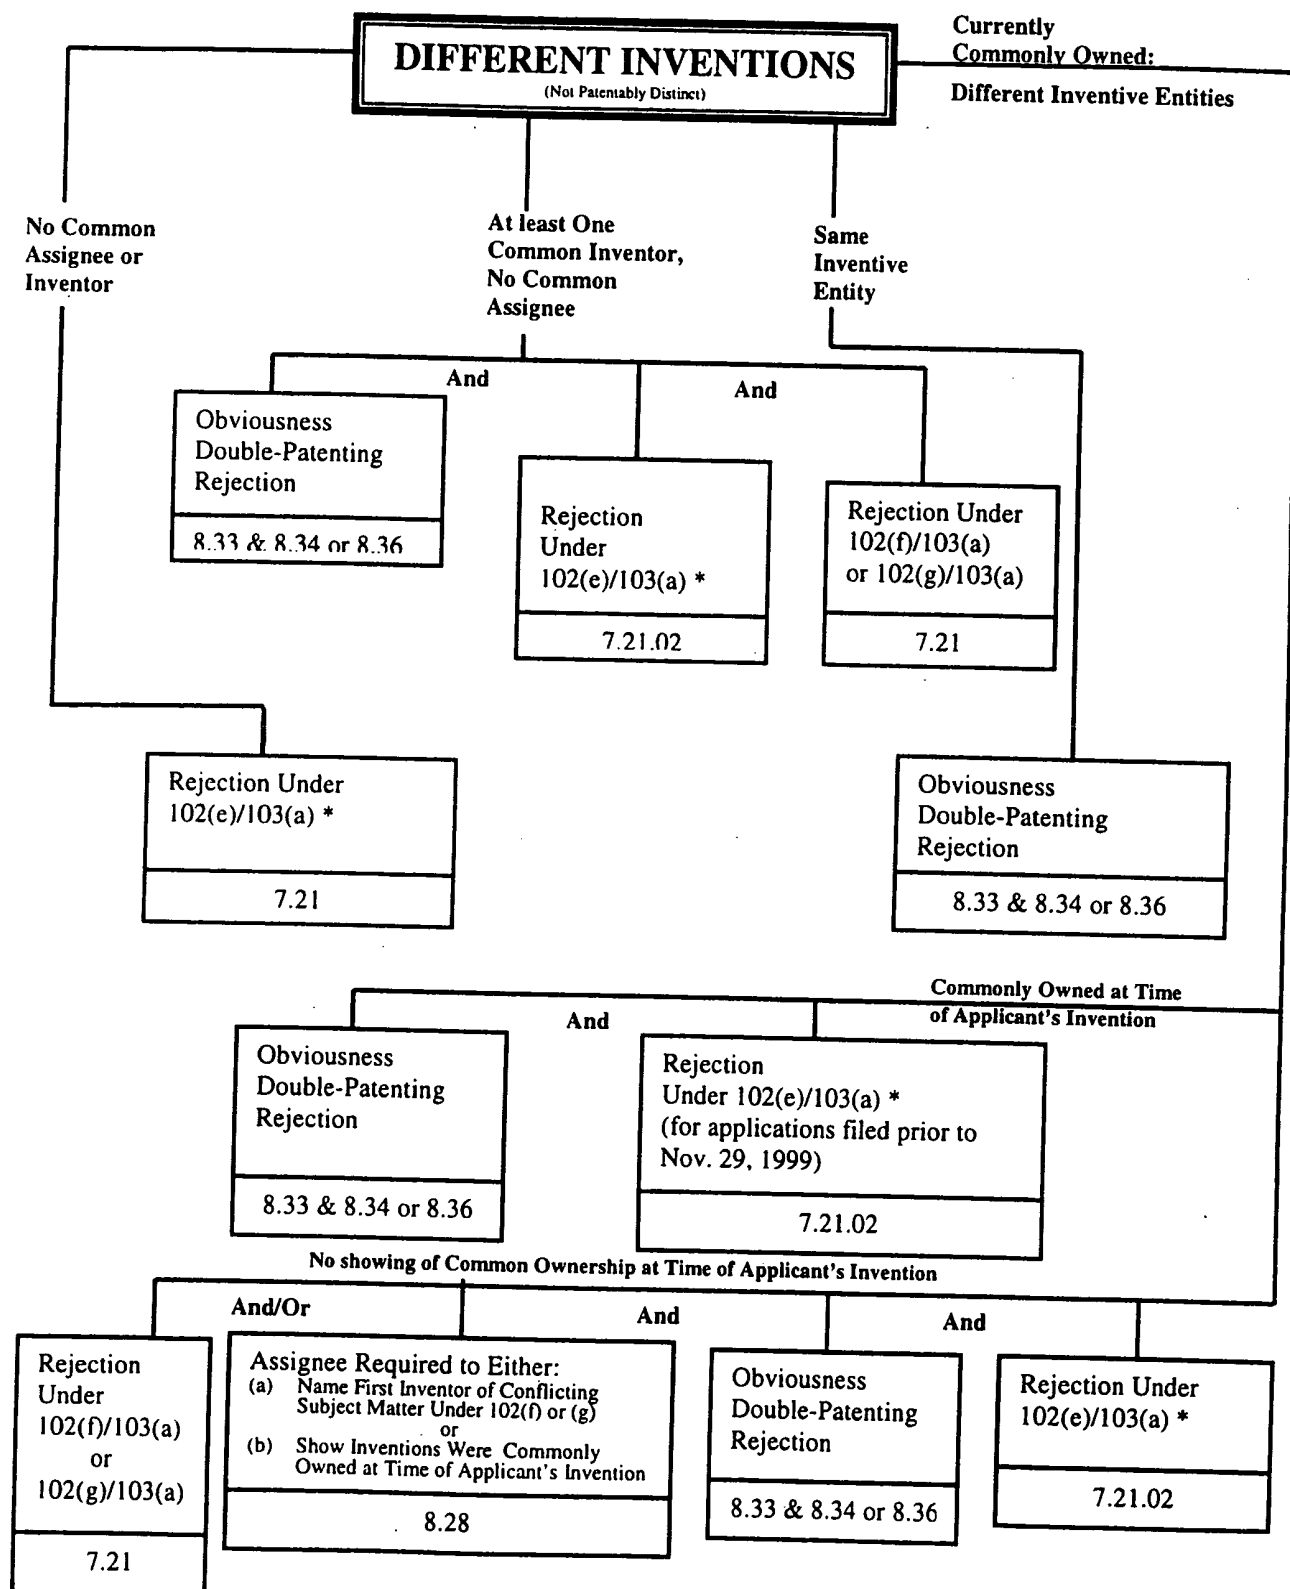 DIFFERENT INVENTIONS
(Not Patentably Distinct)
Currently
Commonly Owned:
Different Inventive Entities
No Common
Assignee or
Inventor
At least One
Common Inventor,
No Common
Assignee
Same
Inventive
Entity
And
And
Obviousness
Double-Patenting
Rejection
8.33 & 8.34 or 8.36
Rejection
Under
102(e)/103(a) *
7.21.02
Rejection Under
102(f)/103(a)
or 102(g)/103(a)
7.21
Rejection Under
102(e)/103(a) *
7.21
Obviousness
Double-Patenting
Rejection
8.33 & 8.34 or 8.36
Commonly Owned at Time
of Applicant's Invention
And
Obviousness
Double-Patenting
Rejection
8.33 & 8.34 or 8.36
Rejection
Under 102(e)/103(a) *
(for applications filed prior to
Nov. 29, 1999)
7.21.02
No showing of Common Ownership at Time of Applicant's Invention
And/Or
And
And
Rejection
Under
102(f)/103(a)
or
102(g)/103(a)
7.21
Assignee Required to Either:
(a) Name First Inventor of Conflicting
Subject Matter Under 102(f) or (g)
or
(b) Show Inventions Were Commonly
Owned at Time of Applicant's Invention
8.28
Obviousness
Double-Patenting
Rejection
8.33 & 8.34 or 8.36
Rejection Under
102(e)/103(a) *
7.21.02